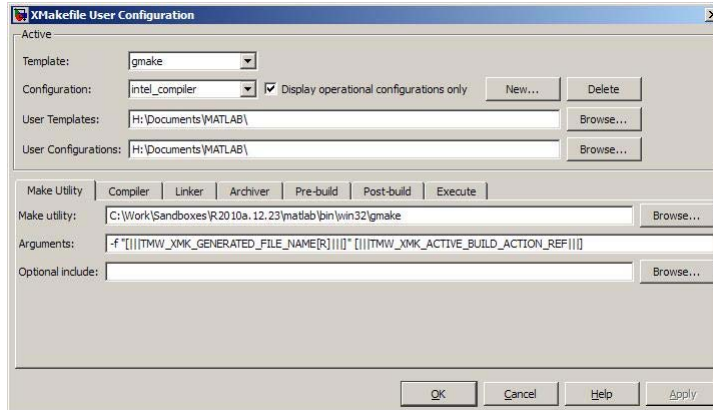 XMakefile User Configuration
Active
Template: gmake
Configuration: intel_compiler Display operational configurations only New... Delete
User Templates: H:\Documents\MATLAB\ Browse...
User Configurations: H:\Documents\MATLAB\ Browse...
Make Utility Compiler Linker Archiver Pre-build Post-build Execute
Make utility: C:\Work\Sandboxes\R2010a.12.23\matlab\bin\win32\gmake Browse...
Arguments: -f "[|||TMW_XMK_GENERATED_FILE_NAME[R]|||]" [|||TMW_XMK_ACTIVE_BUILD_ACTION_REF|||]
Optional include: Browse...
OK Cancel Help Apply